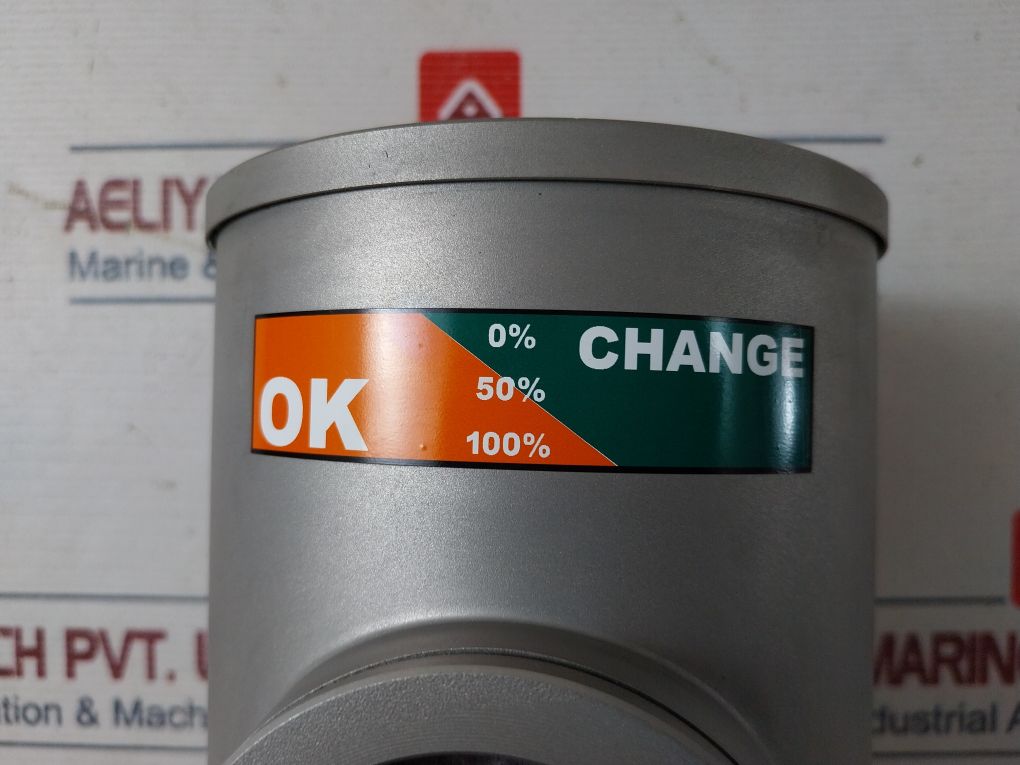 AELIY
Marine &
0%
CHANGE
50%
OK
100%
CH PVT.
MARIN
tion & Mach
dustrial A